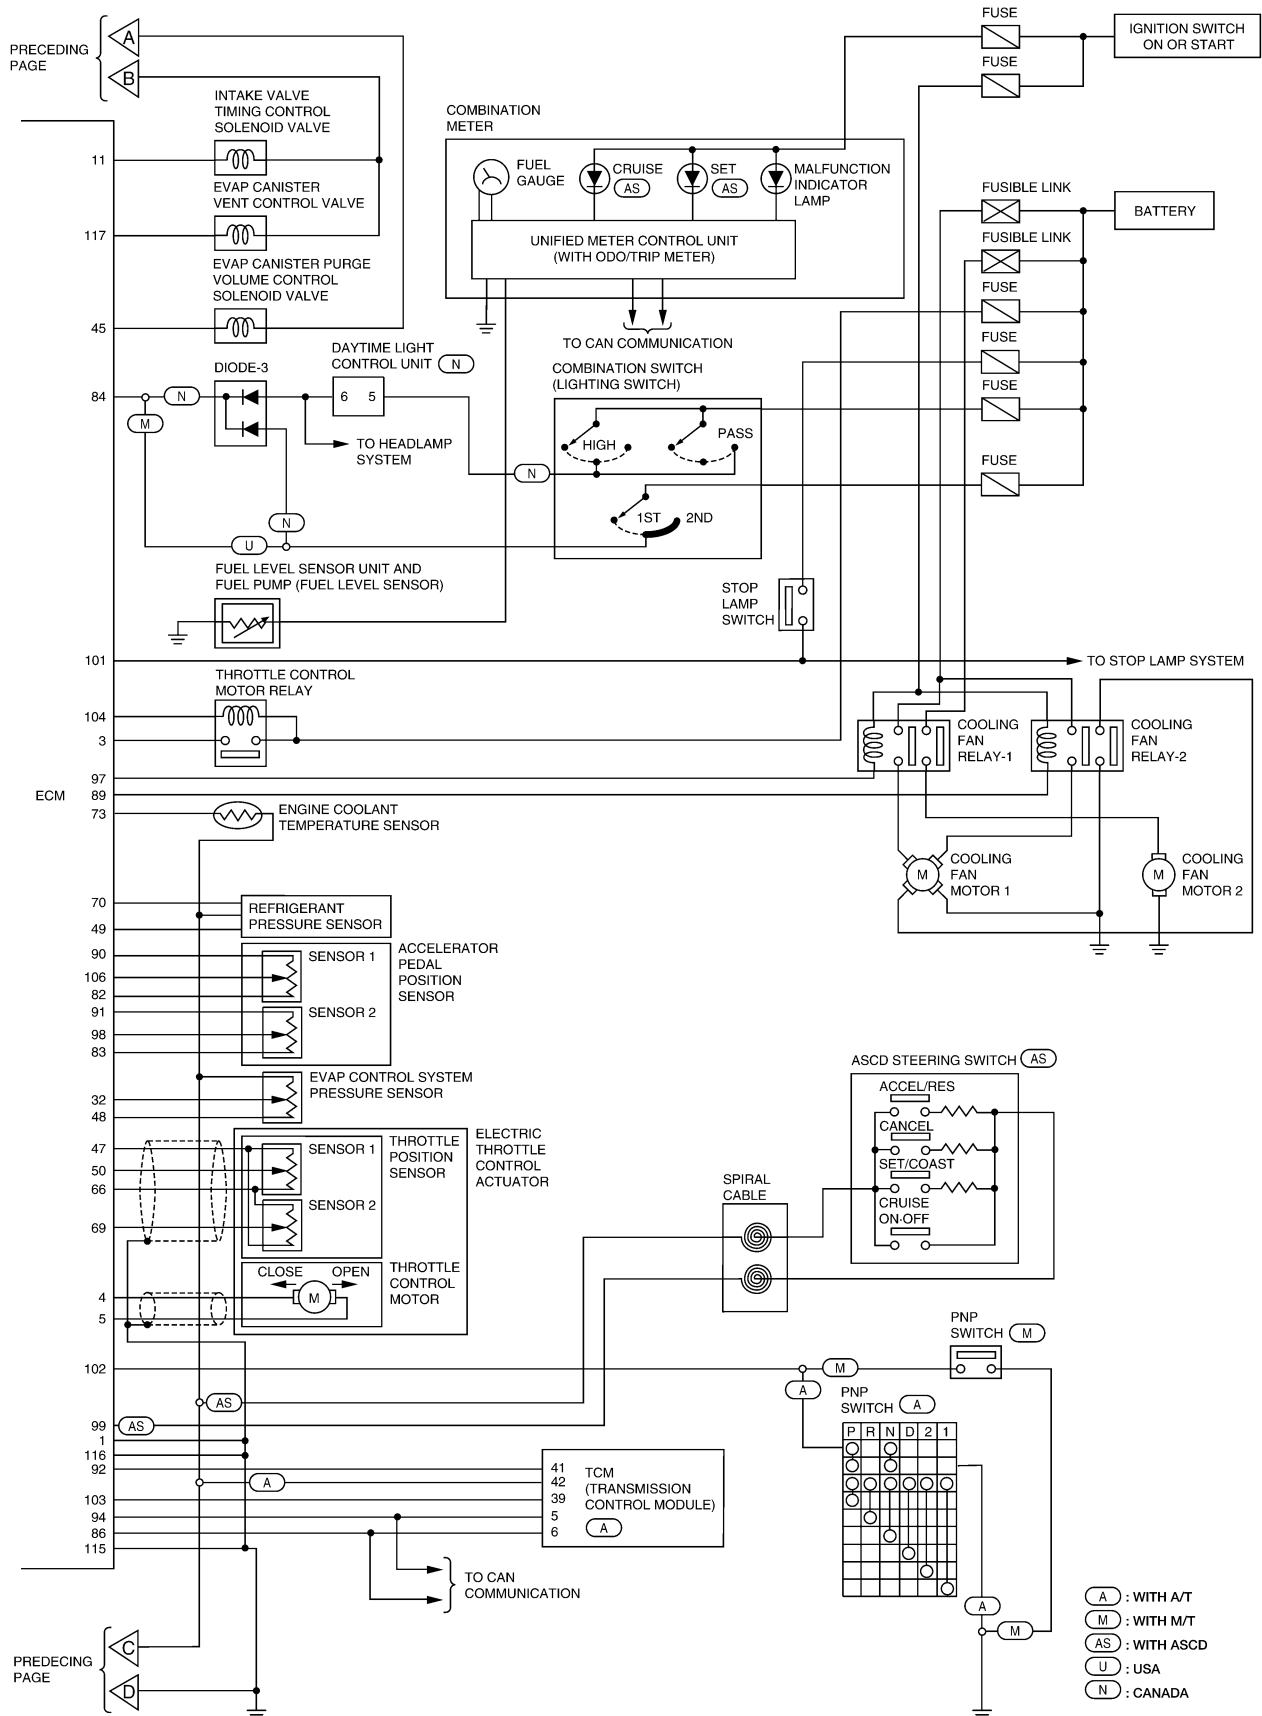 PRECEDING
PAGE
A
B
FUSE
IGNITION SWITCH
ON OR START
FUSE
INTAKE VALVE
TIMING CONTROL
SOLENOID VALVE
11
EVAP CANISTER
VENT CONTROL VALVE
117
EVAP CANISTER PURGE
VOLUME CONTROL
SOLENOID VALVE
45
COMBINATION
METER
FUEL
GAUGE
CRUISE
AS
SET
AS
MALFUNCTION
INDICATOR
LAMP
UNIFIED METER CONTROL UNIT
(WITH ODO/TRIP METER)
TO CAN COMMUNICATION
FUSIBLE LINK
BATTERY
FUSIBLE LINK
FUSE
FUSE
FUSE
FUSE
DIODE-3
DAYTIME LIGHT
CONTROL UNIT
N
84
N
M
6 5
TO HEADLAMP
SYSTEM
COMBINATION SWITCH
(LIGHTING SWITCH)
HIGH
PASS
N
1ST
2ND
N
U
FUEL LEVEL SENSOR UNIT AND
FUEL PUMP (FUEL LEVEL SENSOR)
STOP
LAMP
SWITCH
101
TO STOP LAMP SYSTEM
THROTTLE CONTROL
MOTOR RELAY
104
3
COOLING
FAN
RELAY-1
COOLING
FAN
RELAY-2
97
ECM
89
73
ENGINE COOLANT
TEMPERATURE SENSOR
M
COOLING
FAN
MOTOR 1
M
COOLING
FAN
MOTOR 2
70
49
REFRIGERANT
PRESSURE SENSOR
90
106
82
SENSOR 1
91
98
83
SENSOR 2
ACCELERATOR
PEDAL
POSITION
SENSOR
32
48
EVAP CONTROL SYSTEM
PRESSURE SENSOR
47
50
66
69
SENSOR 1
SENSOR 2
THROTTLE
POSITION
SENSOR
ELECTRIC
THROTTLE
CONTROL
ACTUATOR
4
5
CLOSE
OPEN
M
THROTTLE
CONTROL
MOTOR
ASCD STEERING SWITCH
AS
ACCEL/RES
CANCEL
SET/COAST
CRUISE
ON·OFF
SPIRAL
CABLE
102
M
A
PNP
SWITCH
M
PNP
SWITCH
A
P R N D 2 1
AS
99
AS
1
116
92
A
103
94
86
115
41
42
39
5
6
TCM
(TRANSMISSION
CONTROL MODULE)
A
TO CAN
COMMUNICATION
A
M
PREDECING
PAGE
C
D
A : WITH A/T
M : WITH M/T
AS : WITH ASCD
U : USA
N : CANADA